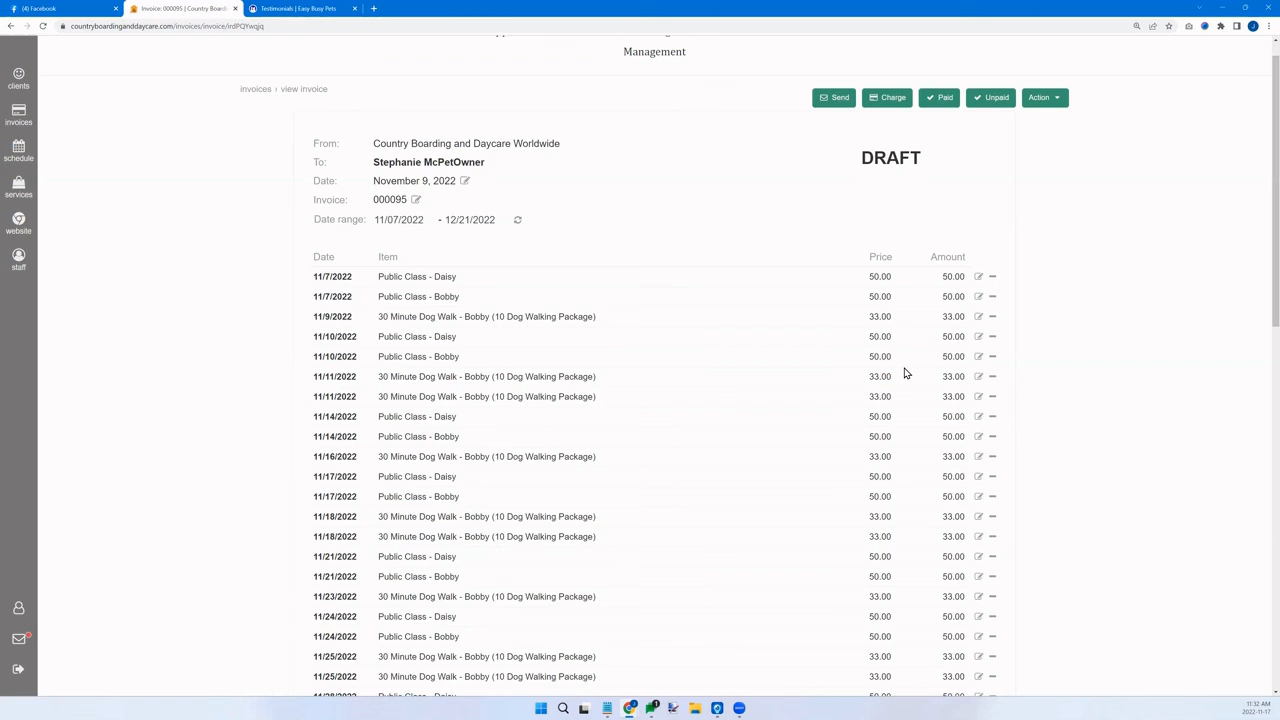 (4) Facebook
Invoice: 000095 | Country Boardi
Testimonials | Easy Busy Pets
countryboardinganddaycare.com/invoices/invoice/irdPQYwqjq
Management
clients
invoices
schedule
services
website
staff
invoices › view invoice
Send
Charge
Paid
Unpaid
Action
From: Country Boarding and Daycare Worldwide
DRAFT
To: Stephanie McPetOwner
Date: November 9, 2022
Invoice: 000095
Date range: 11/07/2022 - 12/21/2022
Date Item Price Amount
11/7/2022 Public Class - Daisy 50.00 50.00
11/7/2022 Public Class - Bobby 50.00 50.00
11/9/2022 30 Minute Dog Walk - Bobby (10 Dog Walking Package) 33.00 33.00
11/10/2022 Public Class - Daisy 50.00 50.00
11/10/2022 Public Class - Bobby 50.00 50.00
11/11/2022 30 Minute Dog Walk - Bobby (10 Dog Walking Package) 33.00 33.00
11/11/2022 30 Minute Dog Walk - Bobby (10 Dog Walking Package) 33.00 33.00
11/14/2022 Public Class - Daisy 50.00 50.00
11/14/2022 Public Class - Bobby 50.00 50.00
11/16/2022 30 Minute Dog Walk - Bobby (10 Dog Walking Package) 33.00 33.00
11/17/2022 Public Class - Daisy 50.00 50.00
11/17/2022 Public Class - Bobby 50.00 50.00
11/18/2022 30 Minute Dog Walk - Bobby (10 Dog Walking Package) 33.00 33.00
11/18/2022 30 Minute Dog Walk - Bobby (10 Dog Walking Package) 33.00 33.00
11/21/2022 Public Class - Daisy 50.00 50.00
11/21/2022 Public Class - Bobby 50.00 50.00
11/23/2022 30 Minute Dog Walk - Bobby (10 Dog Walking Package) 33.00 33.00
11/24/2022 Public Class - Daisy 50.00 50.00
11/24/2022 Public Class - Bobby 50.00 50.00
11/25/2022 30 Minute Dog Walk - Bobby (10 Dog Walking Package) 33.00 33.00
11/25/2022 30 Minute Dog Walk - Bobby (10 Dog Walking Package) 33.00 33.00
11/28/2022 Public Class - Daisy 50.00 50.00
11:32 AM
2022-11-17